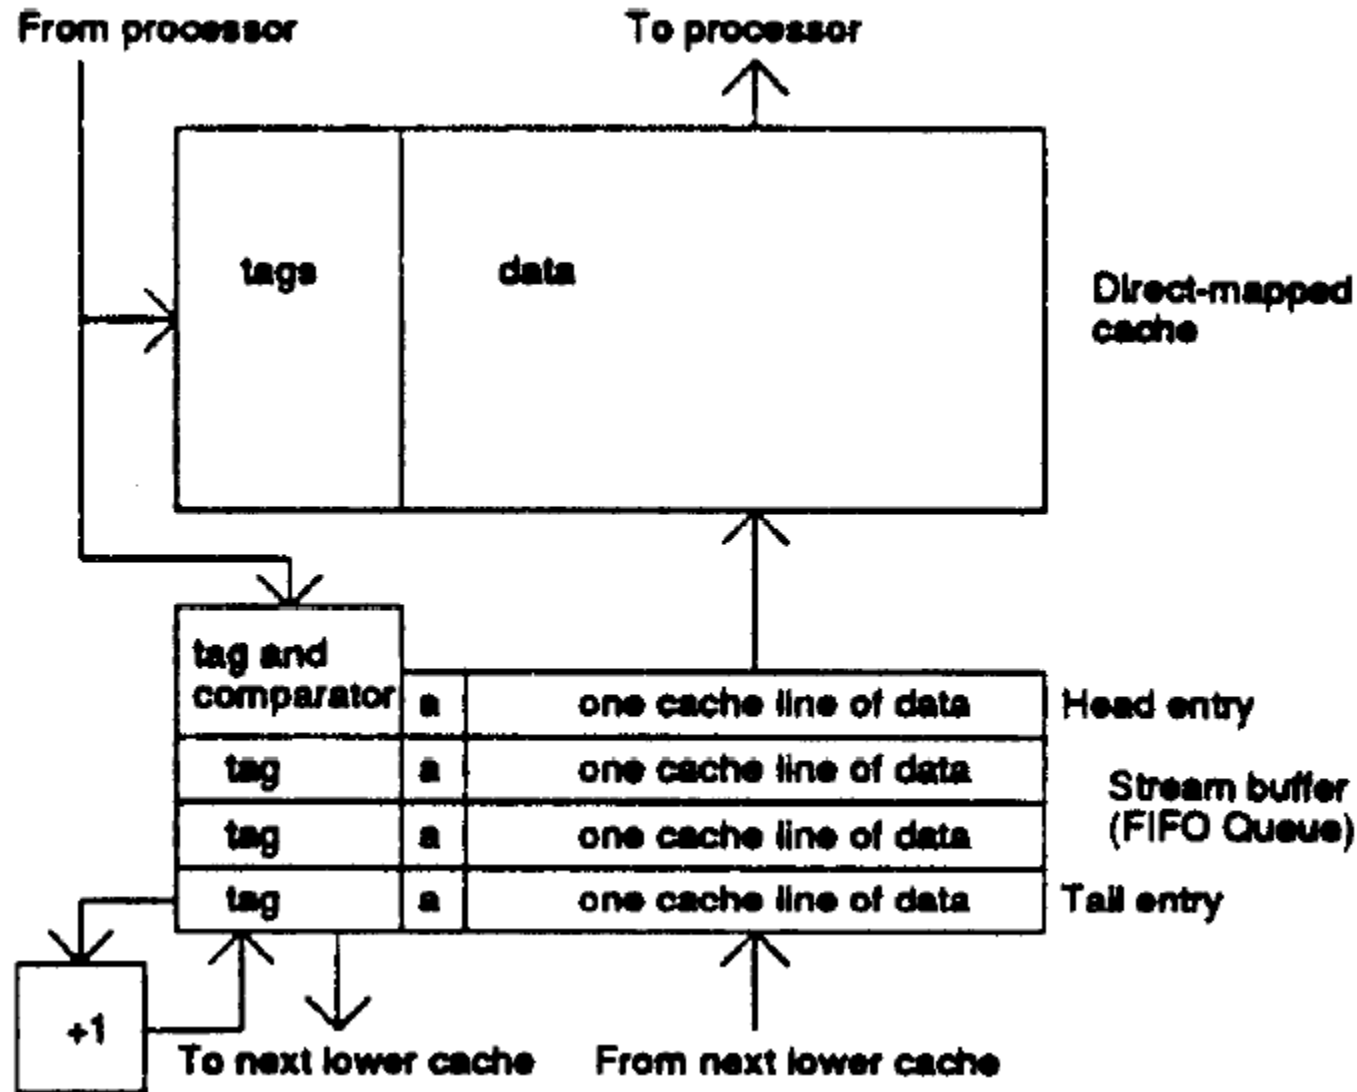 From processor
To processor
tags
data
Direct-mapped
cache
tag and
comparator
a
one cache line of data
Head entry
tag
a
one cache line of data
Stream buffer
(FIFO Queue)
tag
a
one cache line of data
tag
a
one cache line of data
Tail entry
+1
To next lower cache
From next lower cache